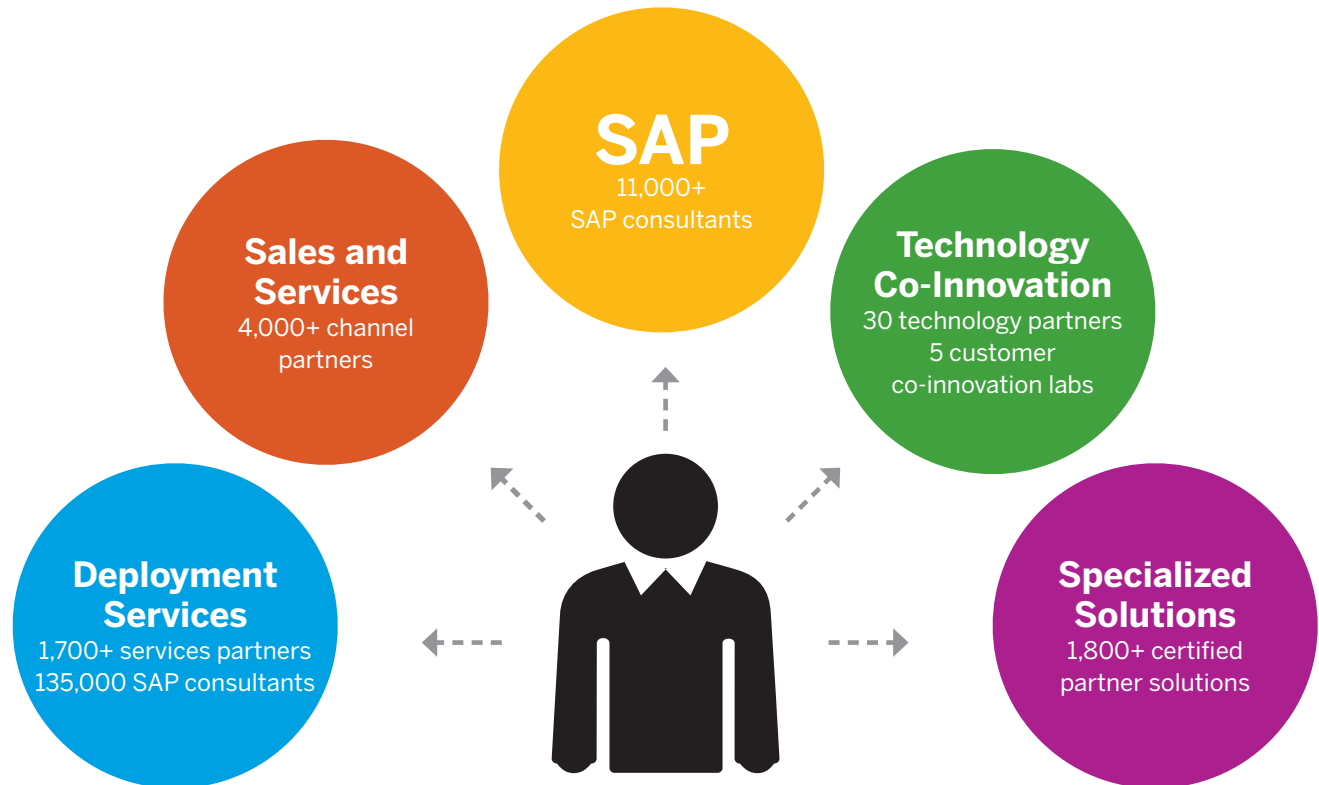 SAP
11,000+
SAP consultants
Sales and
Services
4,000+ channel
partners
Technology
Co-Innovation
30 technology partners
5 customer
co-innovation labs
Deployment
Services
1,700+ services partners
135,000 SAP consultants
Specialized
Solutions
1,800+ certified
partner solutions